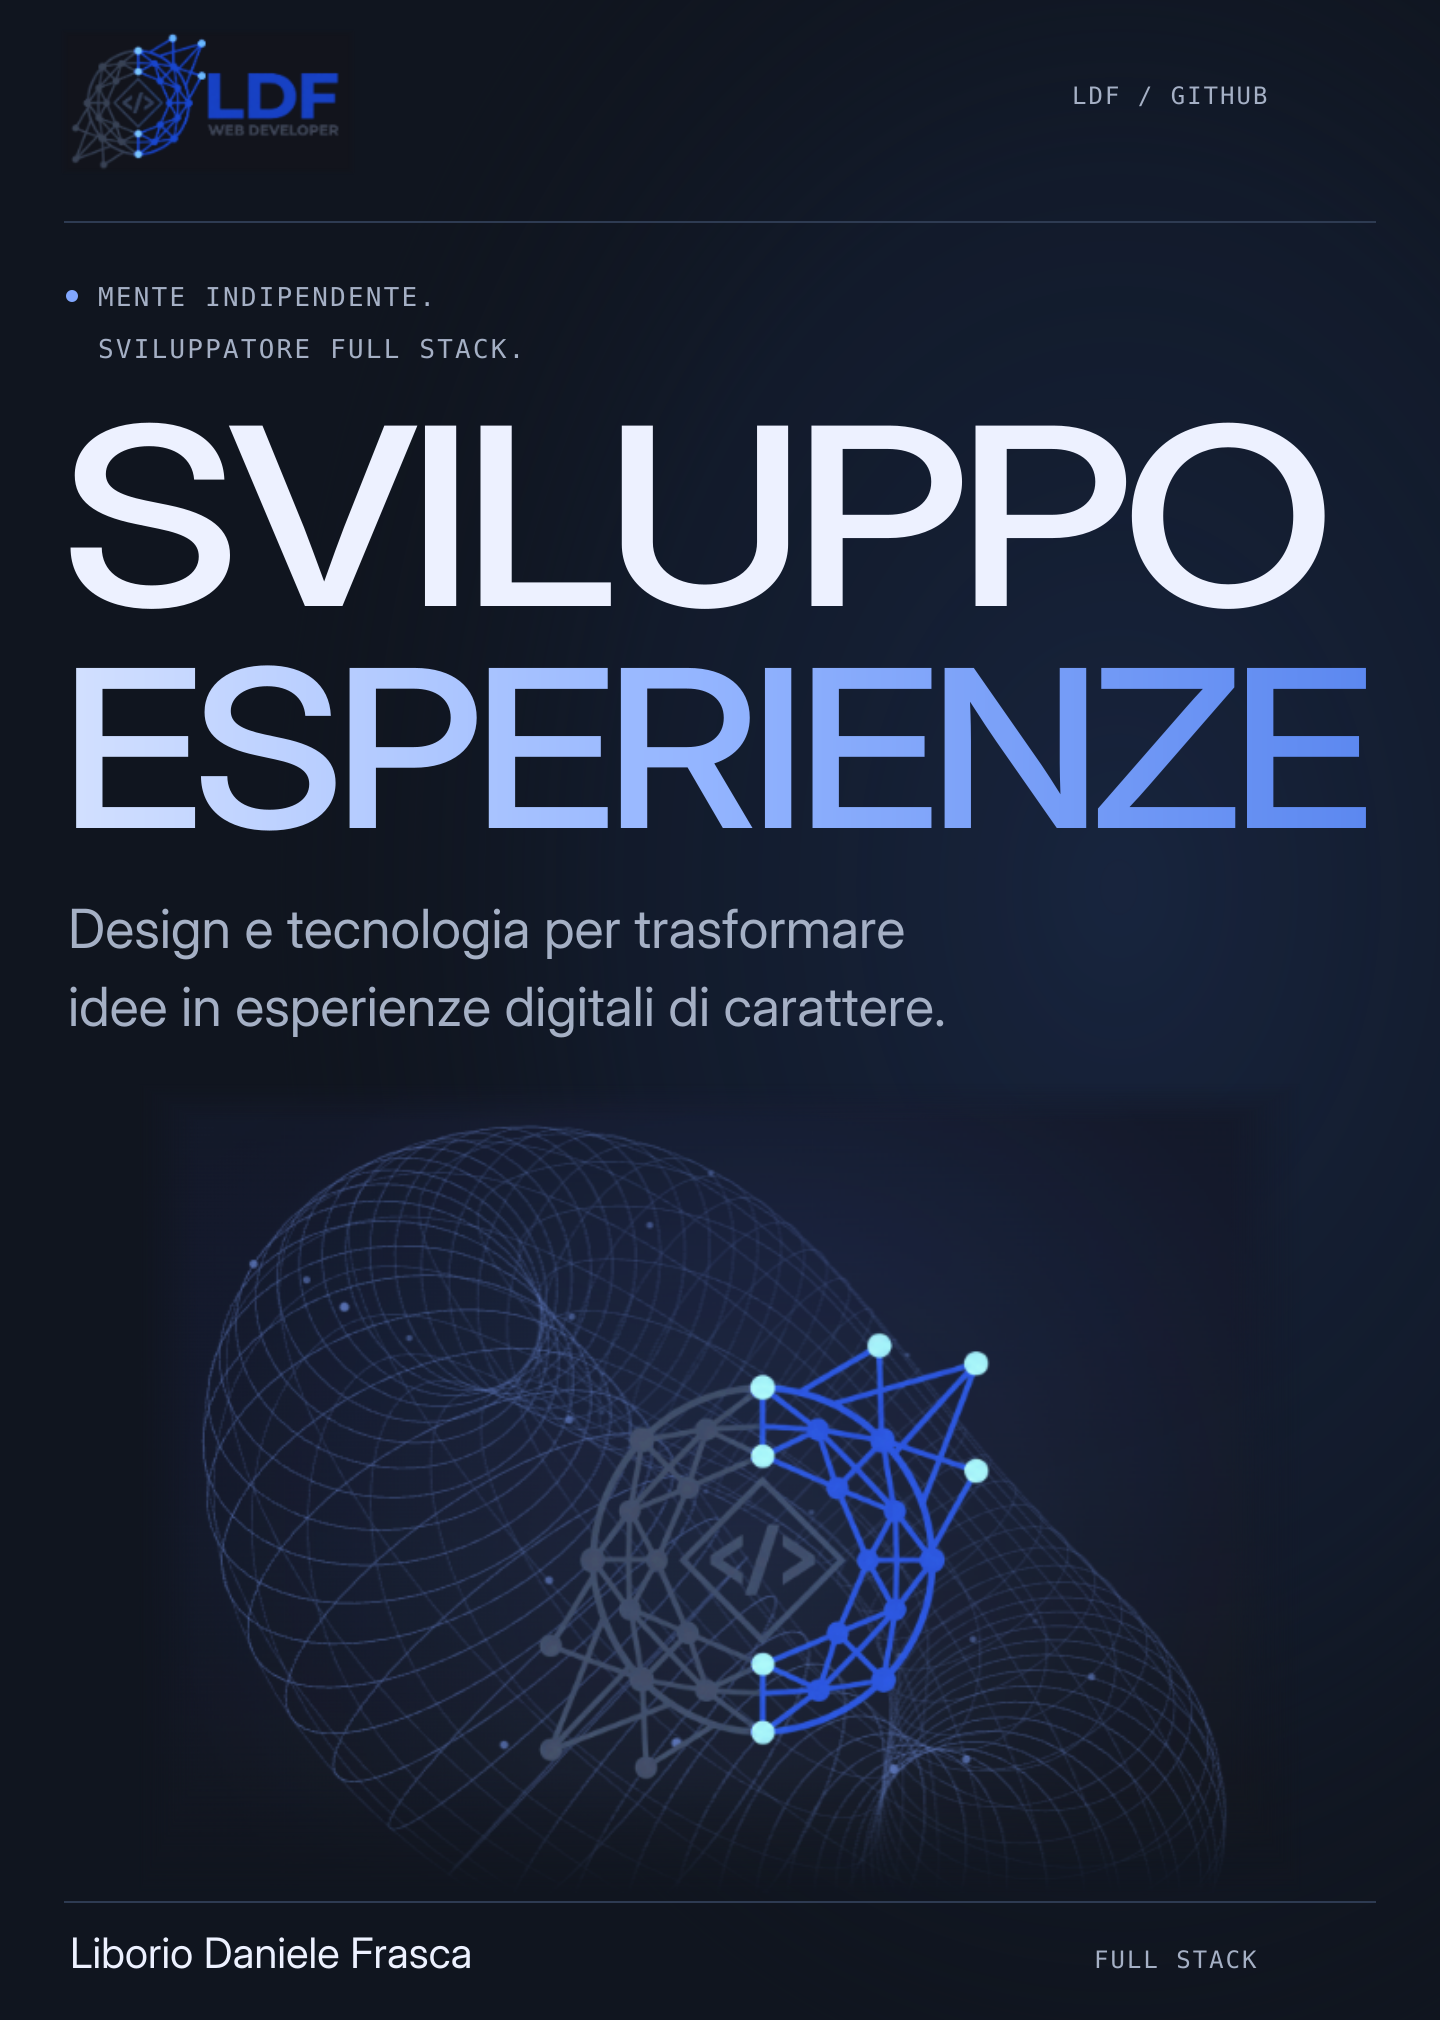 LDF
WEB DEVELOPER
</>
LDF / GITHUB
MENTE INDIPENDENTE.
SVILUPPATORE FULL STACK.
SVILUPPO
ESPERIENZE
Design e tecnologia per trasformare
idee in esperienze digitali di carattere.
</>
Liborio Daniele Frasca
FULL STACK